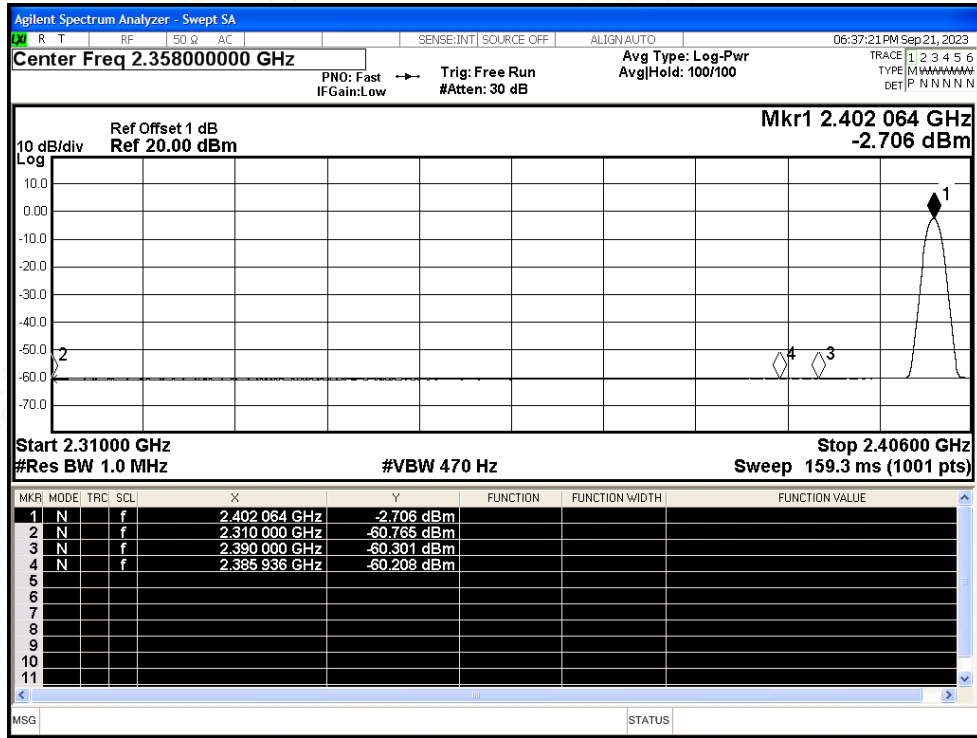 Agilent Spectrum Analyzer - Swept SA
LXI R T RF 50 Ω AC SENSE:INT SOURCE OFF ALIGN AUTO 06:37:21 PM Sep 21, 2023
Center Freq 2.358000000 GHz
PNO: Fast
IFGain:Low
Trig: Free Run
#Atten: 30 dB
Avg Type: Log-Pwr
Avg|Hold: 100/100
TRACE 1 2 3 4 5 6
TYPE M
DET P N N N N N
Mkr1 2.402 064 GHz
-2.706 dBm
Ref Offset 1 dB
10 dB/div Ref 20.00 dBm
Log
10.0
0.00
-10.0
-20.0
-30.0
-40.0
-50.0
-60.0
-70.0
1
2
4
3
Start 2.31000 GHz Stop 2.40600 GHz
#Res BW 1.0 MHz #VBW 470 Hz Sweep 159.3 ms (1001 pts)
MKR MODE TRC SCL X Y FUNCTION FUNCTION WIDTH FUNCTION VALUE
1 N f 2.402 064 GHz -2.706 dBm
2 N f 2.310 000 GHz -60.765 dBm
3 N f 2.390 000 GHz -60.301 dBm
4 N f 2.385 936 GHz -60.208 dBm
5
6
7
8
9
10
11
MSG STATUS